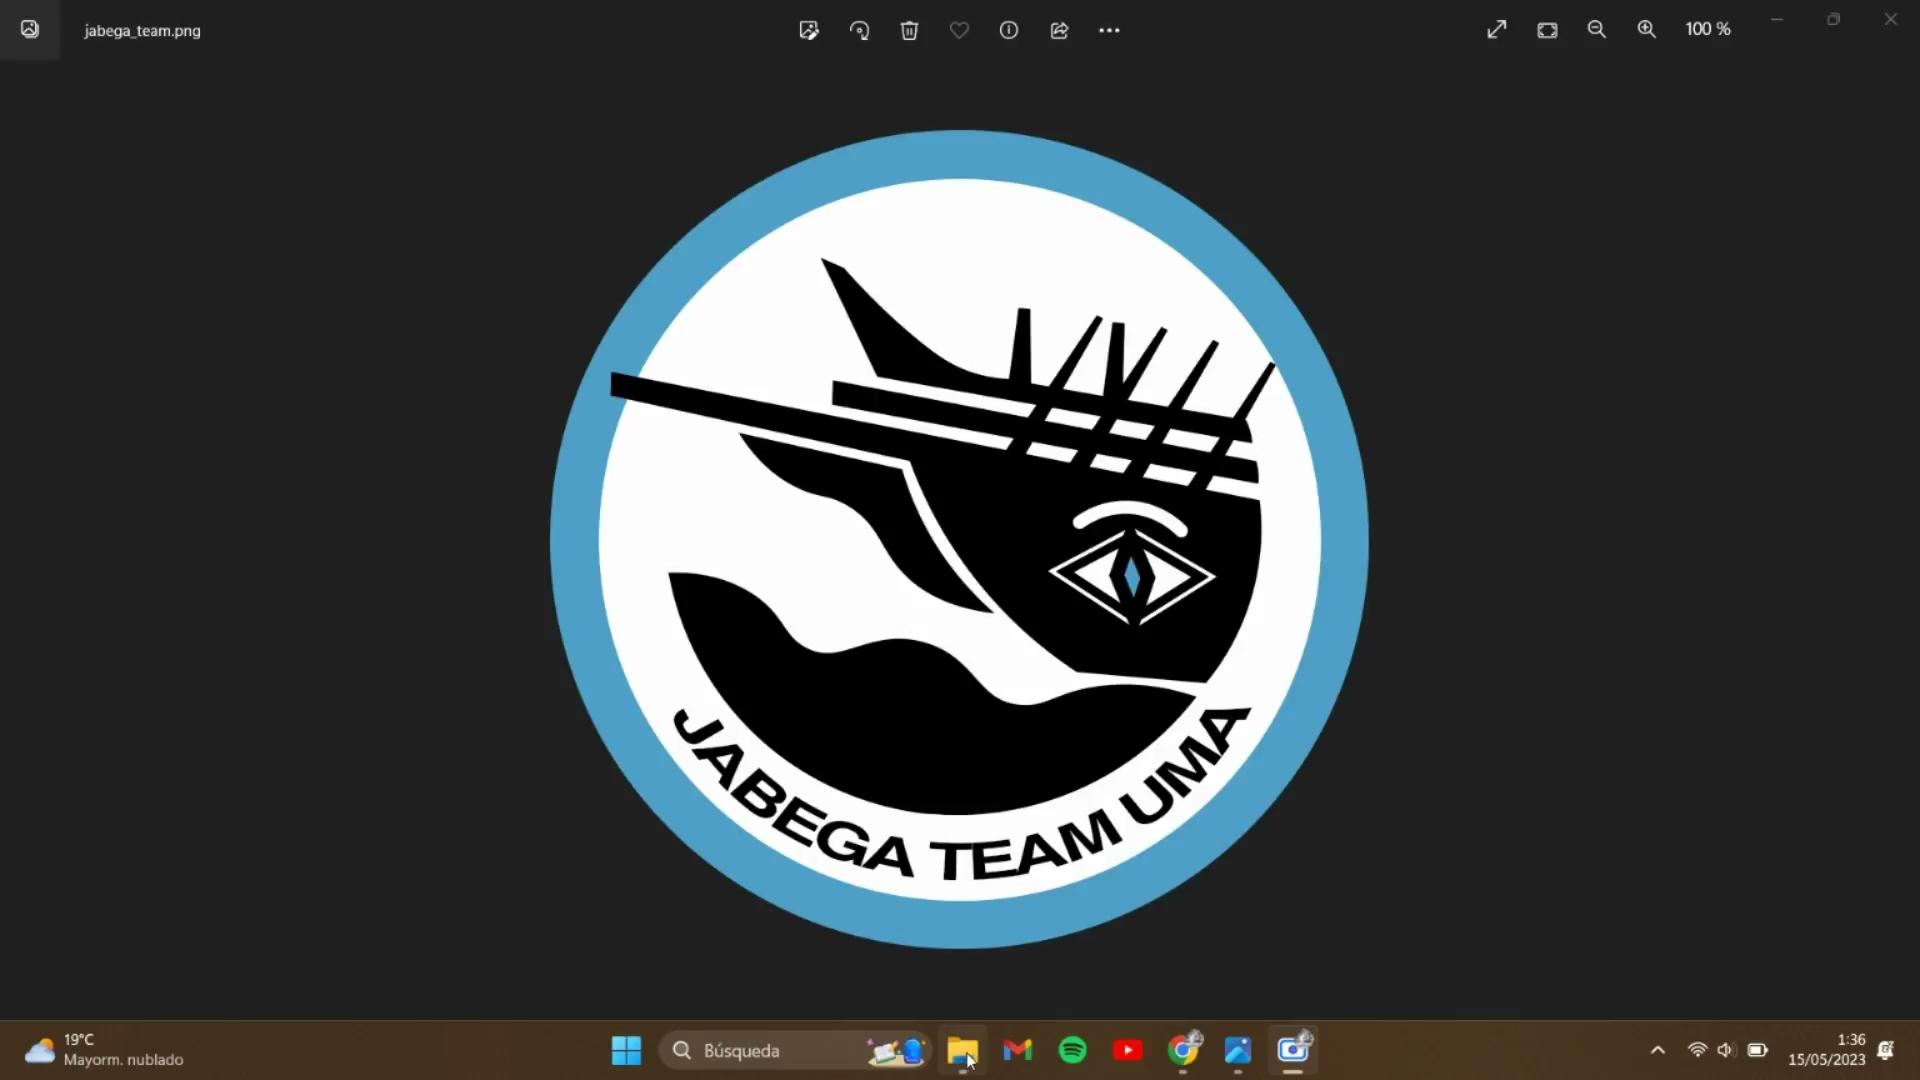 jabega_team.png
100 %
JABEGA TEAM UMA
19°C
Mayorm. nublado
Búsqueda
1:36
15/05/2023